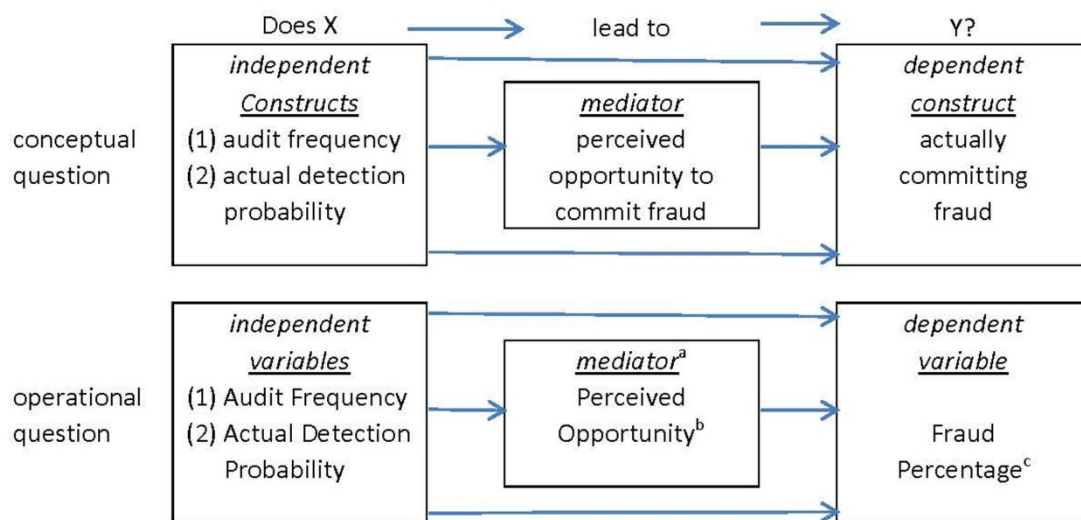 Does X lead to Y?
conceptual
question
independent
Constructs
(1) audit frequency
(2) actual detection
probability
mediator
perceived
opportunity to
commit fraud
dependent
construct
actually
committing
fraud
operational
question
independent
variables
(1) Audit Frequency
(2) Actual Detection
Probability
mediatorᵃ
Perceived
Opportunityᵇ
dependent
variable
Fraud
Percentageᶜ